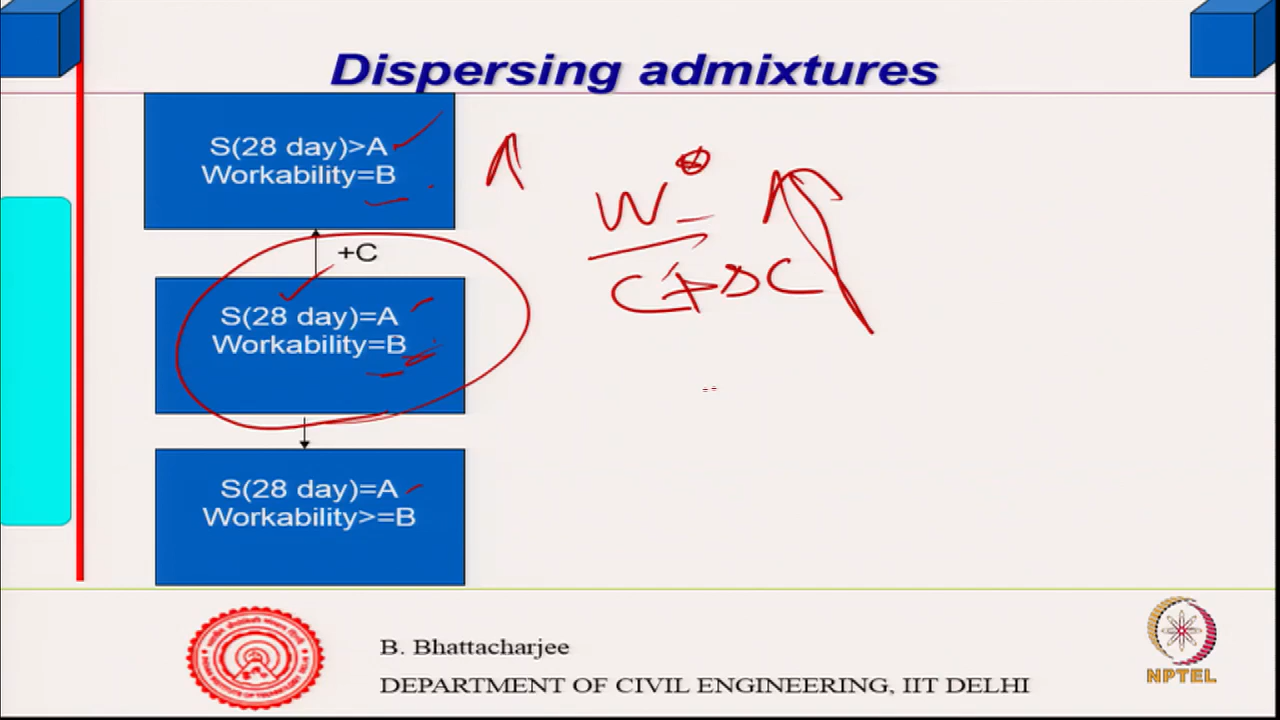 Dispersing admixtures
S(28 day)>A
Workability=B
+C
S(28 day)=A
Workability=B
S(28 day)=A
Workability>=B
W
C+ΔC
B. Bhattacharjee
DEPARTMENT OF CIVIL ENGINEERING, IIT DELHI
NPTEL